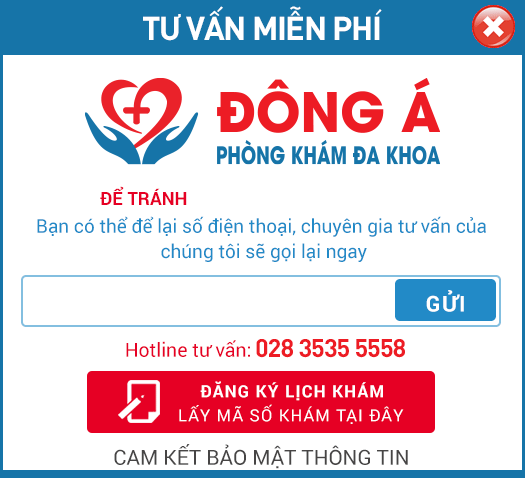 TƯ VẤN MIỄN PHÍ
ĐÔNG Á
PHÒNG KHÁM ĐA KHOA
ĐỂ TRÁNH
Bạn có thể để lại số điện thoại, chuyên gia tư vấn của
chúng tôi sẽ gọi lại ngay
GỬI
Hotline tư vấn: 028 3535 5558
ĐĂNG KÝ LỊCH KHÁM
LẤY MÃ SỐ KHÁM TẠI ĐÂY
CAM KẾT BẢO MẬT THÔNG TIN